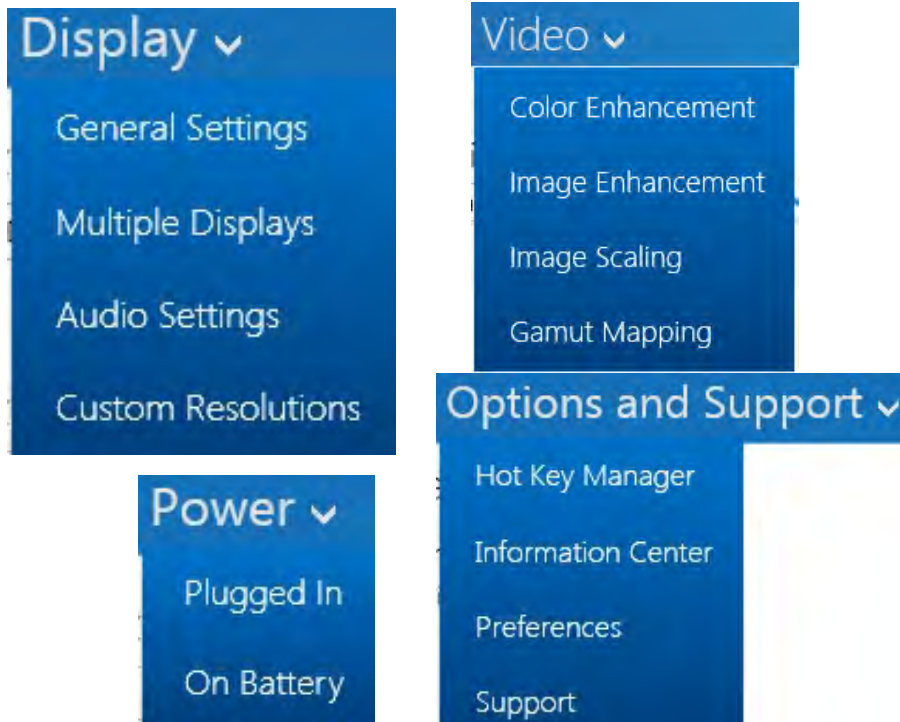 Display
General Settings
Multiple Displays
Audio Settings
Custom Resolutions
Video
Color Enhancement
Image Enhancement
Image Scaling
Gamut Mapping
Power
Plugged In
On Battery
Options and Support
Hot Key Manager
Information Center
Preferences
Support